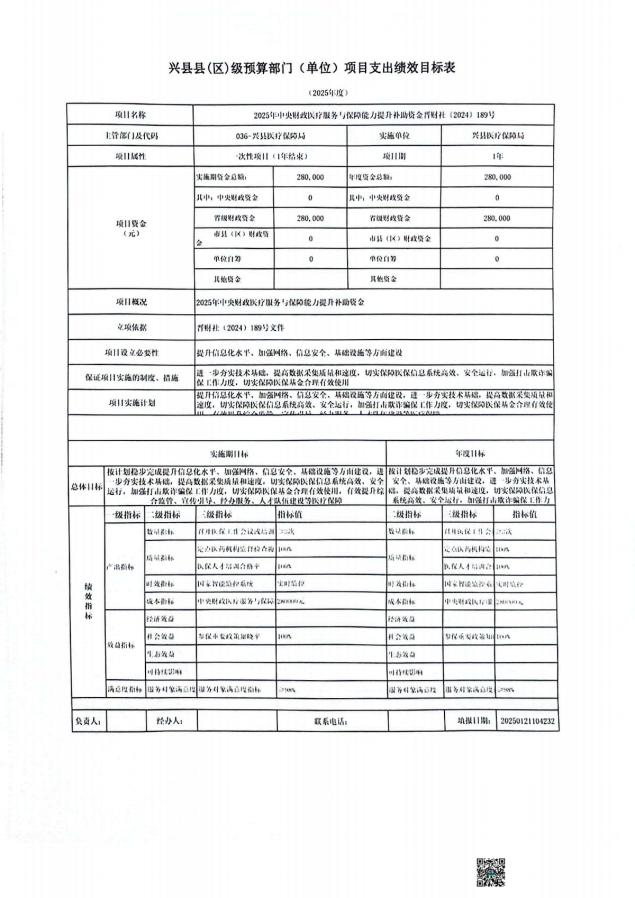 兴县县(区)级预算部门（单位）项目支出绩效目标表
（2025年度）
项目名称 2025年中央财政医疗服务与保障能力提升补助资金晋财社（2024）189号
主管部门及代码 036-兴县医疗保障局 实施单位 兴县医疗保障局
项目属性 一次性项目（1年结束） 项目期 1年
项目资金（元）
实施期资金总额： 280,000 年度资金总额： 280,000
其中：中央财政资金 0 其中：中央财政资金 0
省级财政资金 280,000 省级财政资金 280,000
市县（区）财政资金 0 市县（区）财政资金 0
单位自筹 0 单位自筹 0
其他资金 其他资金
项目概况 2025年中央财政医疗服务与保障能力提升补助资金
立项依据 晋财社（2024）189号文件
项目设立必要性 提升信息化水平、加强网络、信息安全、基础设施等方面建设
保证项目实施的制度、措施 进一步夯实技术基础，提高数据采集质量和速度，切实保障医保信息系统高效、安全运行，加强打击欺诈骗
保工作力度，切实保障医保基金合理有效使用
项目实施计划 提升信息化水平、加强网络、信息安全、基础设施等方面建设，进一步夯实技术基础，提高数据采集质量和
速度，切实保障医保信息系统高效、安全运行，加强打击欺诈骗保工作力度，切实保障医保基金合理有效使
实施期目标 年度目标
总体目标
按计划稳步完成提升信息化水平、加强网络、信息安全、基础设施等方面建设，进
一步夯实技术基础，提高数据采集质量和速度，切实保障医保信息系统高效、安全
运行，加强打击欺诈骗保工作力度，切实保障医保基金合理有效使用，有效提升综
合监管、宣传引导、经办服务、人才队伍建设等医疗保障
按计划稳步完成提升信息化水平、加强网络、信息
安全、基础设施等方面建设，进一步夯实技术基
础，提高数据采集质量和速度，切实保障医保信息
系统高效、安全运行，加强打击欺诈骗保工作力
绩效指标
一级指标 二级指标 三级指标 指标值 二级指标 三级指标 指标值
产出指标
数量指标 召开医保工作会议或培训 数量指标 召开医保工作会
质量指标 定点医药机构监督检查 100% 质量指标 定点医药机构监 100%
医保人才培训合格率 100% 医保人才培训合 100%
时效指标 国家智能监控系统 实时监控 时效指标 国家智能监控系 实时监控
成本指标 中央财政医疗服务与保障 280000元 成本指标 中央财政医疗服 280000元
效益指标
经济效益 经济效益
社会效益 参保重要政策知晓率 100% 社会效益 参保重要政策知 100%
生态效益 生态效益
可持续影响 可持续影响
满意度指标 服务对象满意度 服务对象满意度指标 服务对象满意度 服务对象满意度
负责人： 经办人： 联系电话： 填报日期： 20250121104232